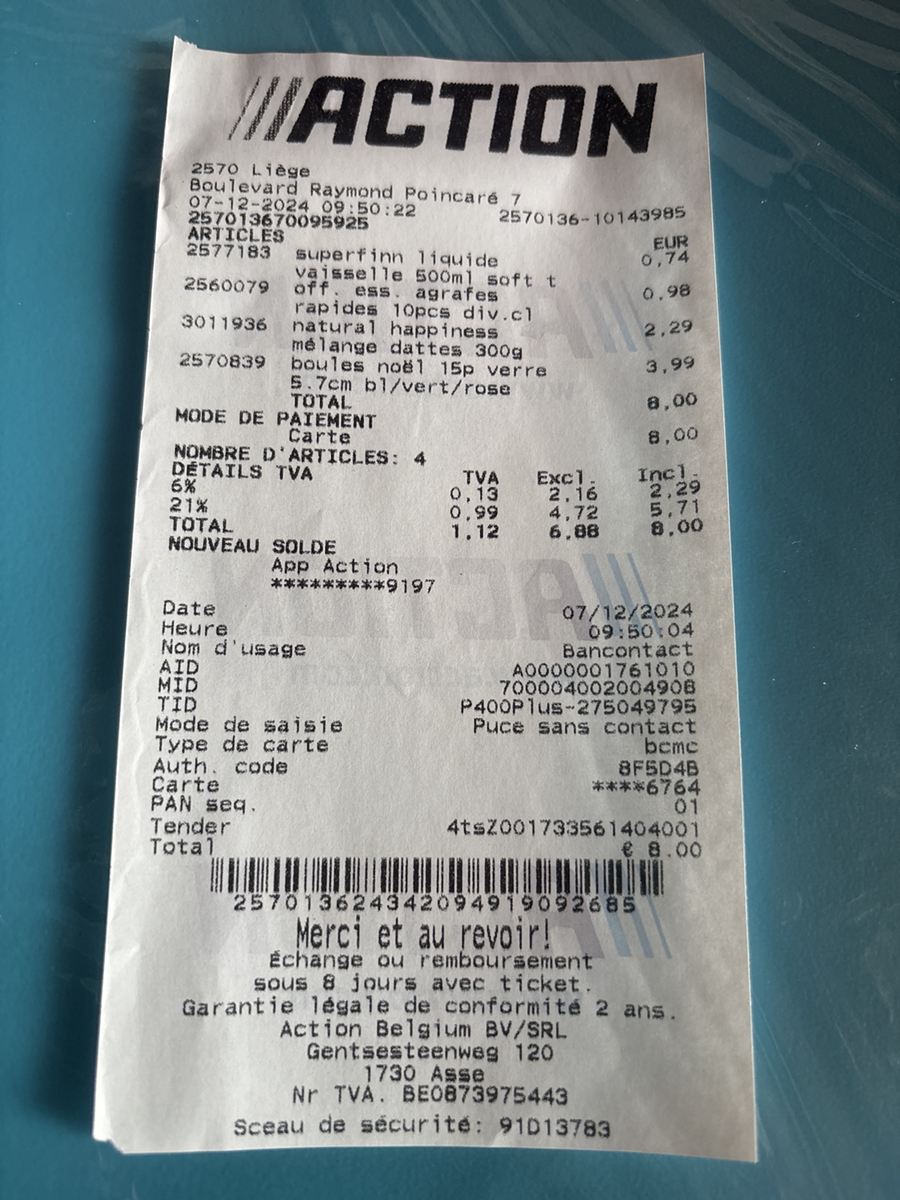 ///ACTION
2570 Liège
Boulevard Raymond Poincaré 7
07-12-2024 09:50:22 2570136-10143985
257013670095925
ARTICLES EUR
2577183 superfinn liquide 0,74
vaisselle 500ml soft t
2560079 off. ess. agrafes 0,98
rapides 10pcs div.cl
3011936 natural happiness 2,29
mélange dattes 300g
2570839 boules noël 15p verre 3,99
5.7cm bl/vert/rose
TOTAL 8,00
MODE DE PAIEMENT
Carte 8,00
NOMBRE D'ARTICLES: 4
DÉTAILS TVA TVA Excl. Incl.
6% 0,13 2,16 2,29
21% 0,99 4,72 5,71
TOTAL 1,12 6,88 8,00
NOUVEAU SOLDE
App Action
*********9197
Date 07/12/2024
Heure 09:50:04
Nom d'usage Bancontact
AID A0000001761010
MID 700004002004908
TID P400Plus-275049795
Mode de saisie Puce sans contact
Type de carte bcmc
Auth. code 8F5D4B
Carte ****6764
PAN seq. 01
Tender 4tsZ001733561404001
Total € 8.00
257013624342094919092685
Merci et au revoir!
Échange ou remboursement
sous 8 jours avec ticket.
Garantie légale de conformité 2 ans.
Action Belgium BV/SRL
Gentsesteenweg 120
1730 Asse
Nr TVA. BE0873975443
Sceau de sécurité: 91D13783